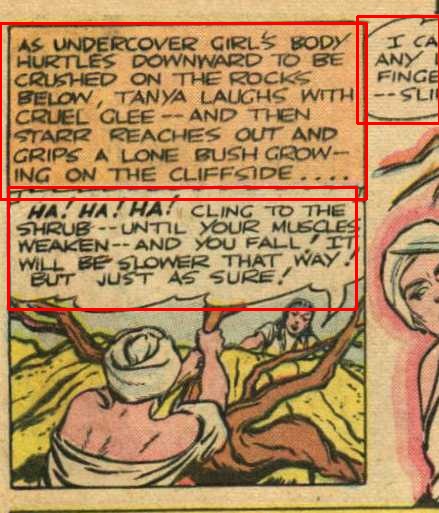 AS UNDERCOVER GIRL'S BODY
HURTLES DOWNWARD TO BE
CRUSHED ON THE ROCKS
BELOW, TANYA LAUGHS WITH
CRUEL GLEE--AND THEN
STARR REACHES OUT AND
GRIPS A LONE BUSH GROW-
ING ON THE CLIFFSIDE....
HA! HA! HA! CLING TO THE
SHRUB--UNTIL YOUR MUSCLES
WEAKEN--AND YOU FALL! IT
WILL BE SLOWER THAT WAY!
BUT JUST AS SURE!
I
ANY